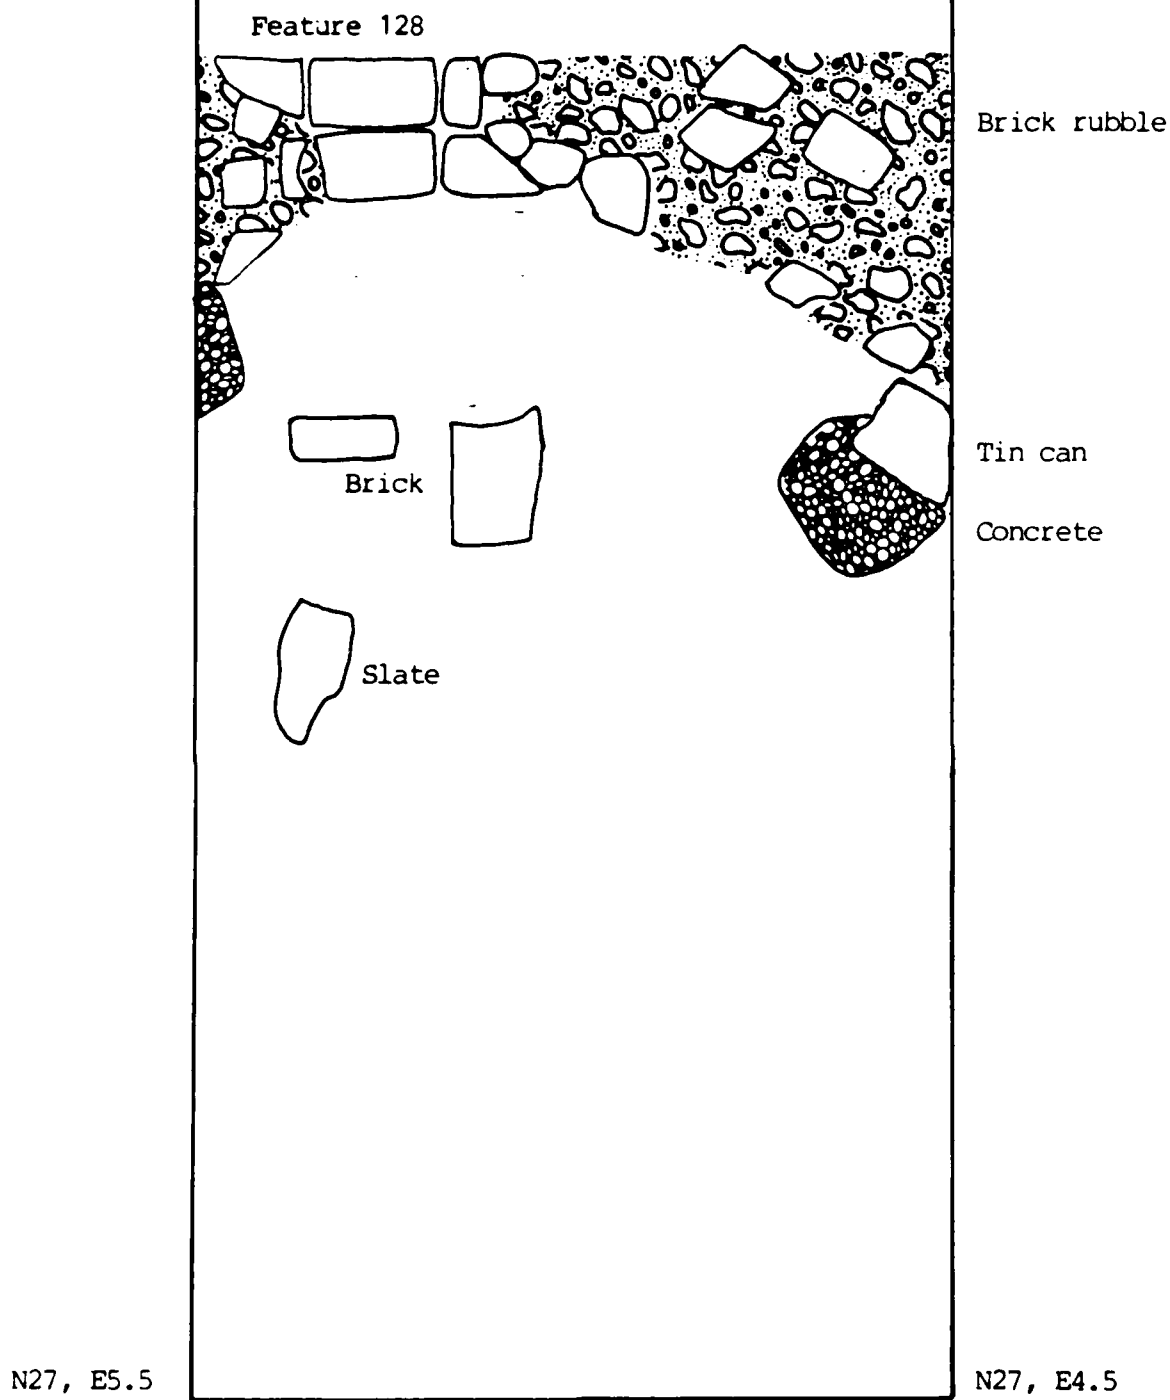 Feature 128
Brick rubble
Tin can
Brick
Concrete
Slate
N27, E5.5
N27, E4.5